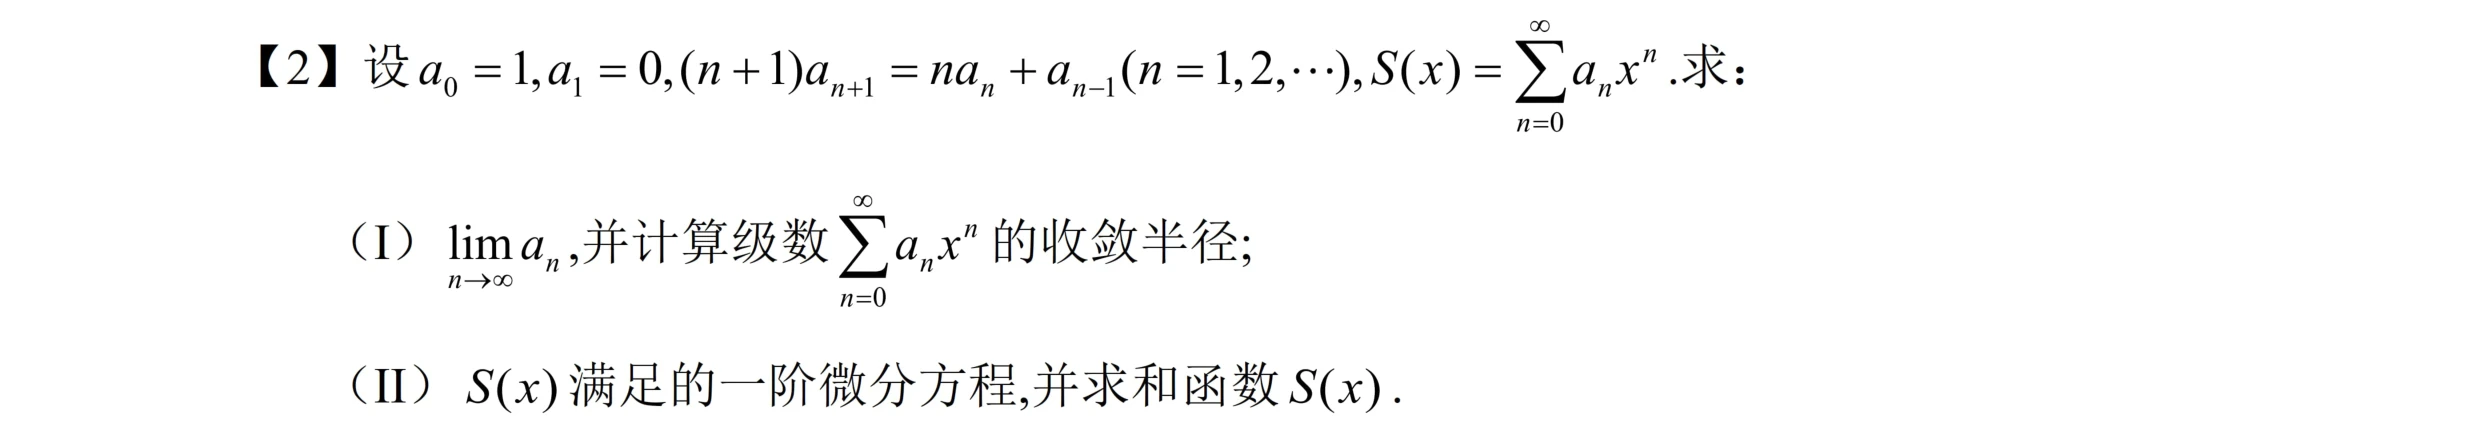 【2】设 $a_0 = 1, a_1 = 0, (n+1)a_{n+1} = na_n + a_{n-1}(n = 1,2,\cdots), S(x) = \sum_{n=0}^{\infty} a_n x^n$ .求：
（I） $\lim_{n \to \infty} a_n$ ,并计算级数 $\sum_{n=0}^{\infty} a_n x^n$ 的收敛半径;
（II） $S(x)$ 满足的一阶微分方程,并求和函数 $S(x)$ .